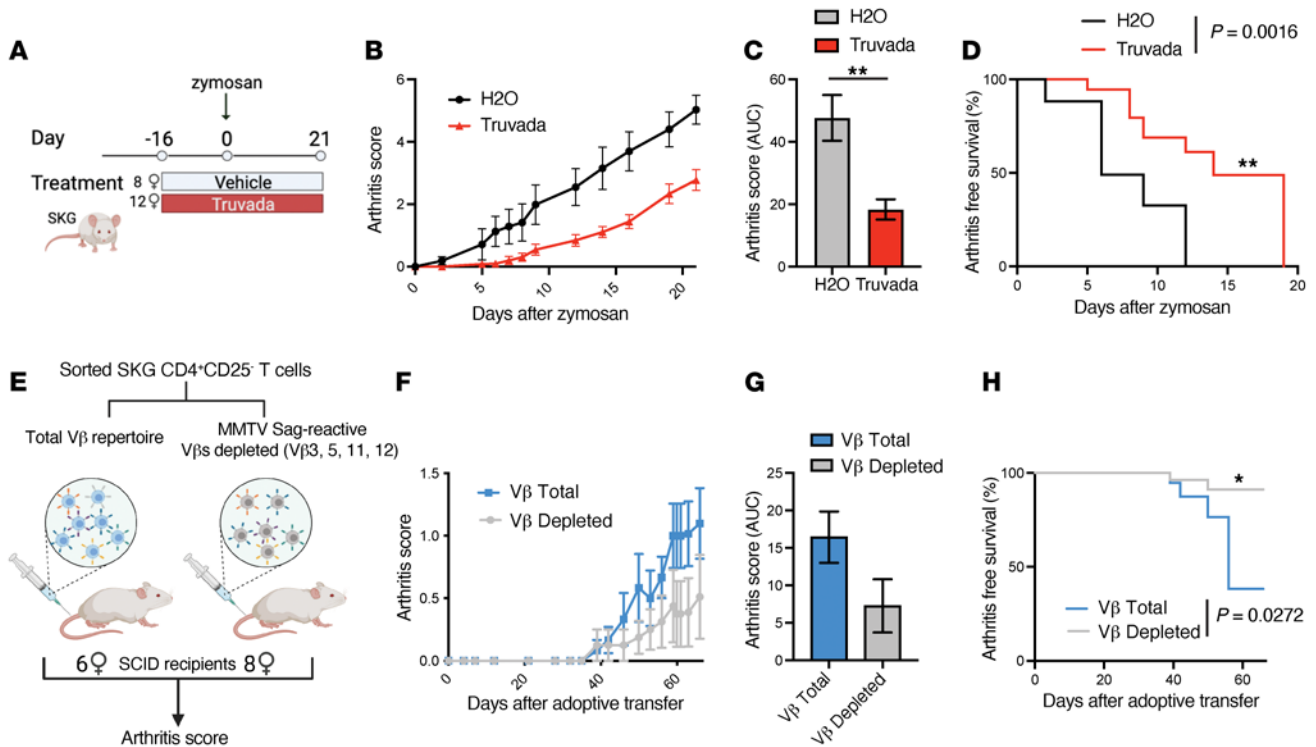 A
zymosan
Day -16 0 21
Treatment 8 ♀ Vehicle
12 ♀ Truvada
SKG
B
H2O
Truvada
Arthritis score
6
4
2
0
0 5 10 15 20
Days after zymosan
C
H2O
Truvada
**
Arthritis score (AUC)
60
40
20
0
H2O Truvada
D
H2O
Truvada
P = 0.0016
Arthritis free survival (%)
100
50
0
**
0 5 10 15 20
Days after zymosan
E
Sorted SKG CD4⁺CD25⁻ T cells
Total Vβ repertoire
MMTV Sag-reactive
Vβs depleted (Vβ3, 5, 11, 12)
6♀ SCID recipients 8♀
Arthritis score
F
Vβ Total
Vβ Depleted
Arthritis score
1.5
1.0
0.5
0.0
0 20 40 60
Days after adoptive transfer
G
Vβ Total
Vβ Depleted
Arthritis score (AUC)
25
20
15
10
5
0
Vβ Total
Vβ Depleted
H
Arthritis free survival (%)
100
50
0
*
Vβ Total
Vβ Depleted
P = 0.0272
0 20 40 60
Days after adoptive transfer